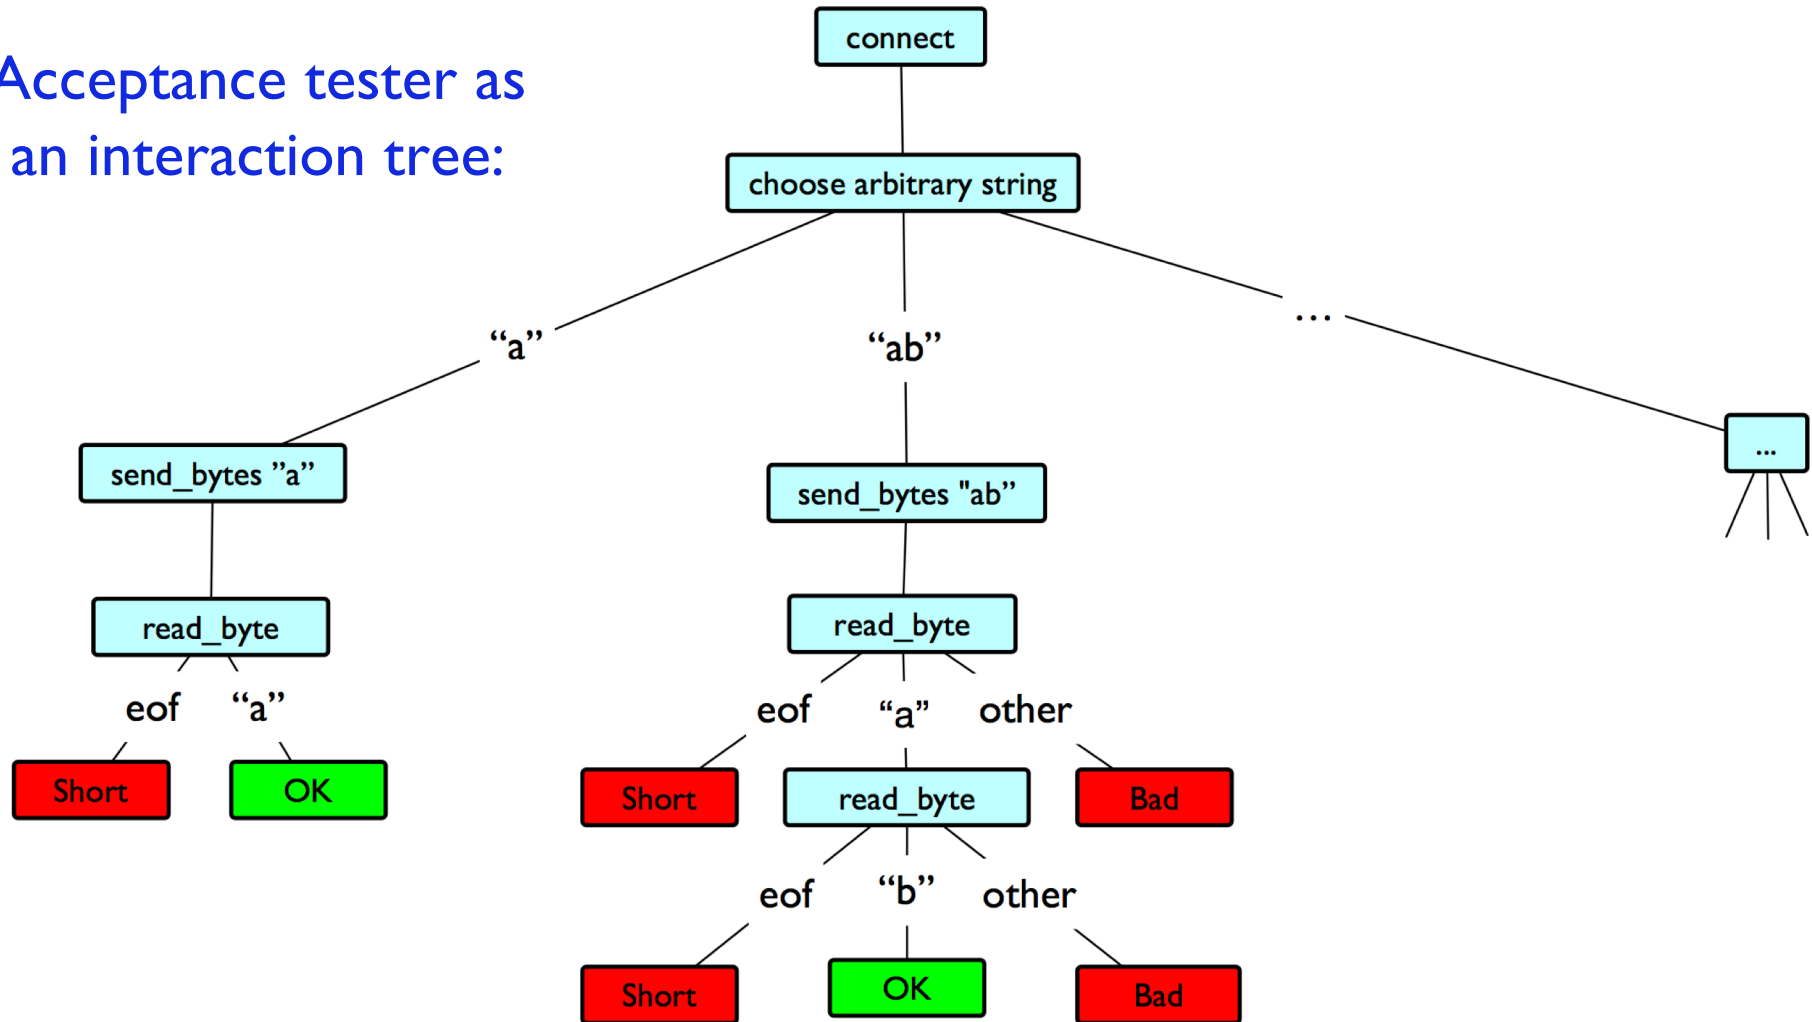 Acceptance tester as
an interaction tree:
connect
choose arbitrary string
“a”
“ab”
...
send_bytes ”a”
send_bytes "ab”
...
read_byte
read_byte
eof “a”
eof “a” other
Short OK
Short read_byte Bad
eof “b” other
Short OK Bad